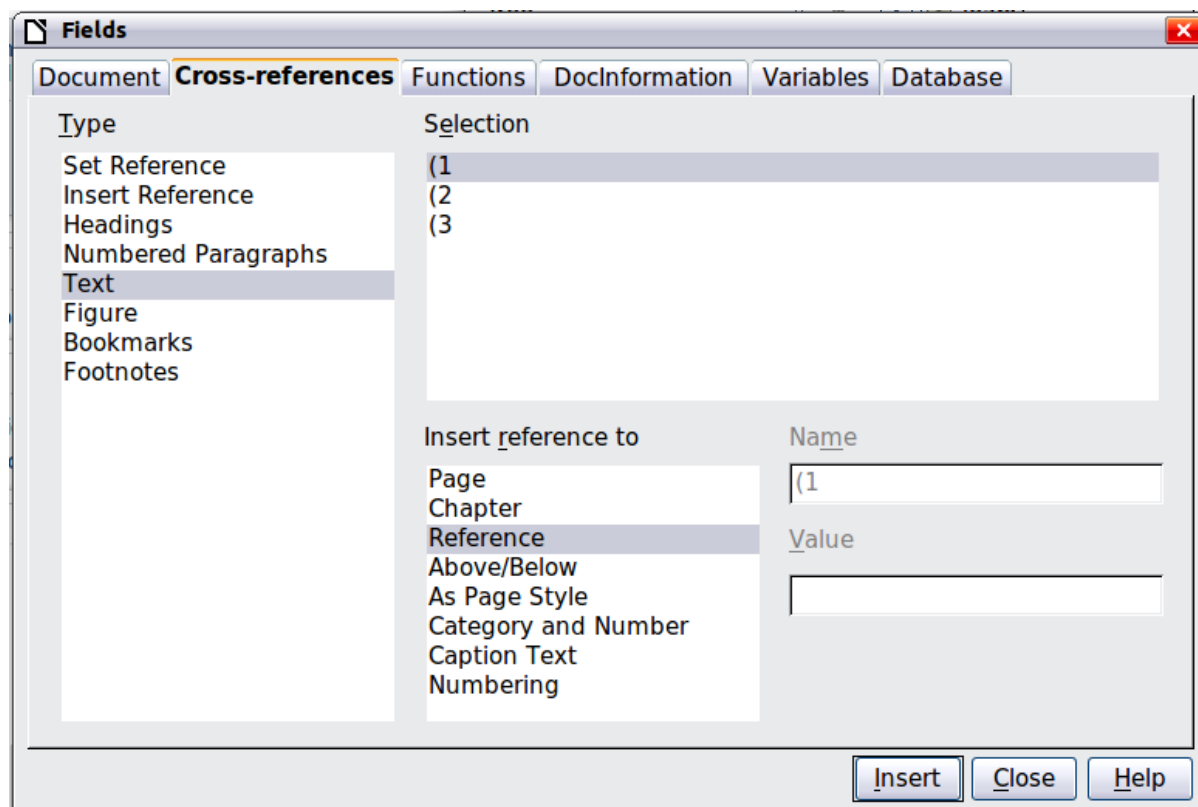 Fields
Document Cross-references Functions DocInformation Variables Database
Type
Set Reference
Insert Reference
Headings
Numbered Paragraphs
Text
Figure
Bookmarks
Footnotes
Selection
(1
(2
(3
Insert reference to
Page
Chapter
Reference
Above/Below
As Page Style
Category and Number
Caption Text
Numbering
Name
(1
Value
Insert Close Help